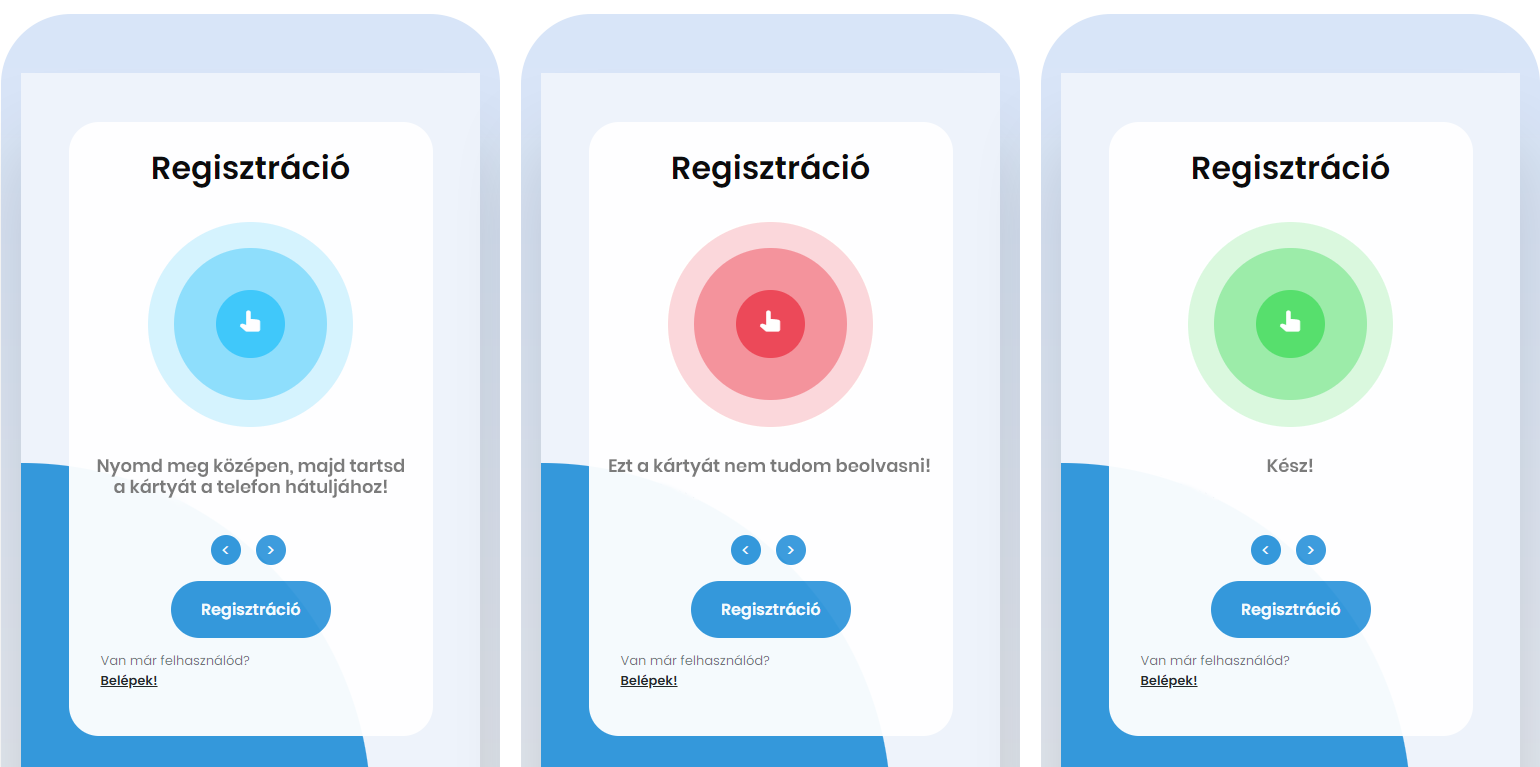 Regisztráció
Nyomd meg középen, majd tartsd
a kártyát a telefon hátuljához!
<
>
Regisztráció
Van már felhasználód?
Belépek!
Regisztráció
Ezt a kártyát nem tudom beolvasni!
<
>
Regisztráció
Van már felhasználód?
Belépek!
Regisztráció
Kész!
<
>
Regisztráció
Van már felhasználód?
Belépek!